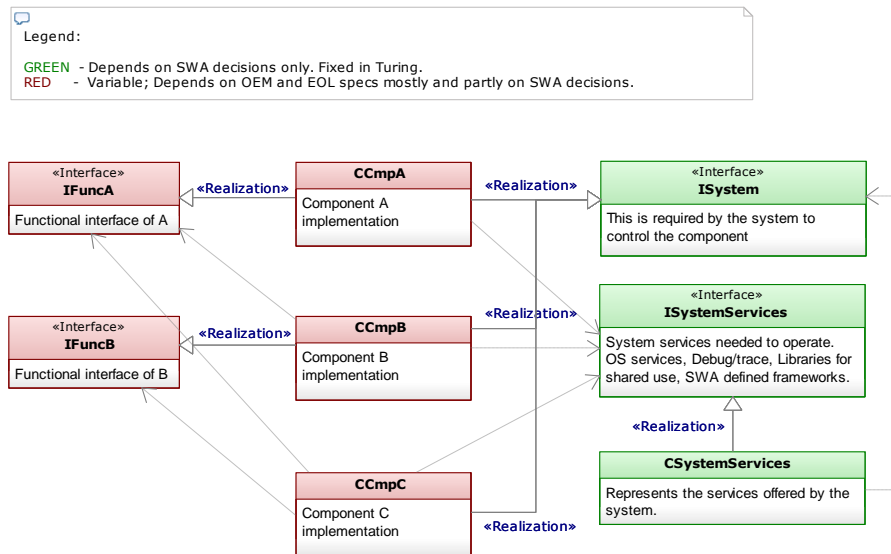 Legend:
GREEN - Depends on SWA decisions only. Fixed in Turing.
RED - Variable; Depends on OEM and EOL specs mostly and partly on SWA decisions.
«Interface»
IFuncA
Functional interface of A
«Realization»
CCmpA
Component A
implementation
«Realization»
«Interface»
ISystem
This is required by the system to
control the component
«Interface»
IFuncB
Functional interface of B
«Realization»
CCmpB
Component B
implementation
«Realization»
«Interface»
ISystemServices
System services needed to operate.
OS services, Debug/trace, Libraries for
shared use, SWA defined frameworks.
«Realization»
CCmpC
Component C
implementation
«Realization»
CSystemServices
Represents the services offered by the
system.